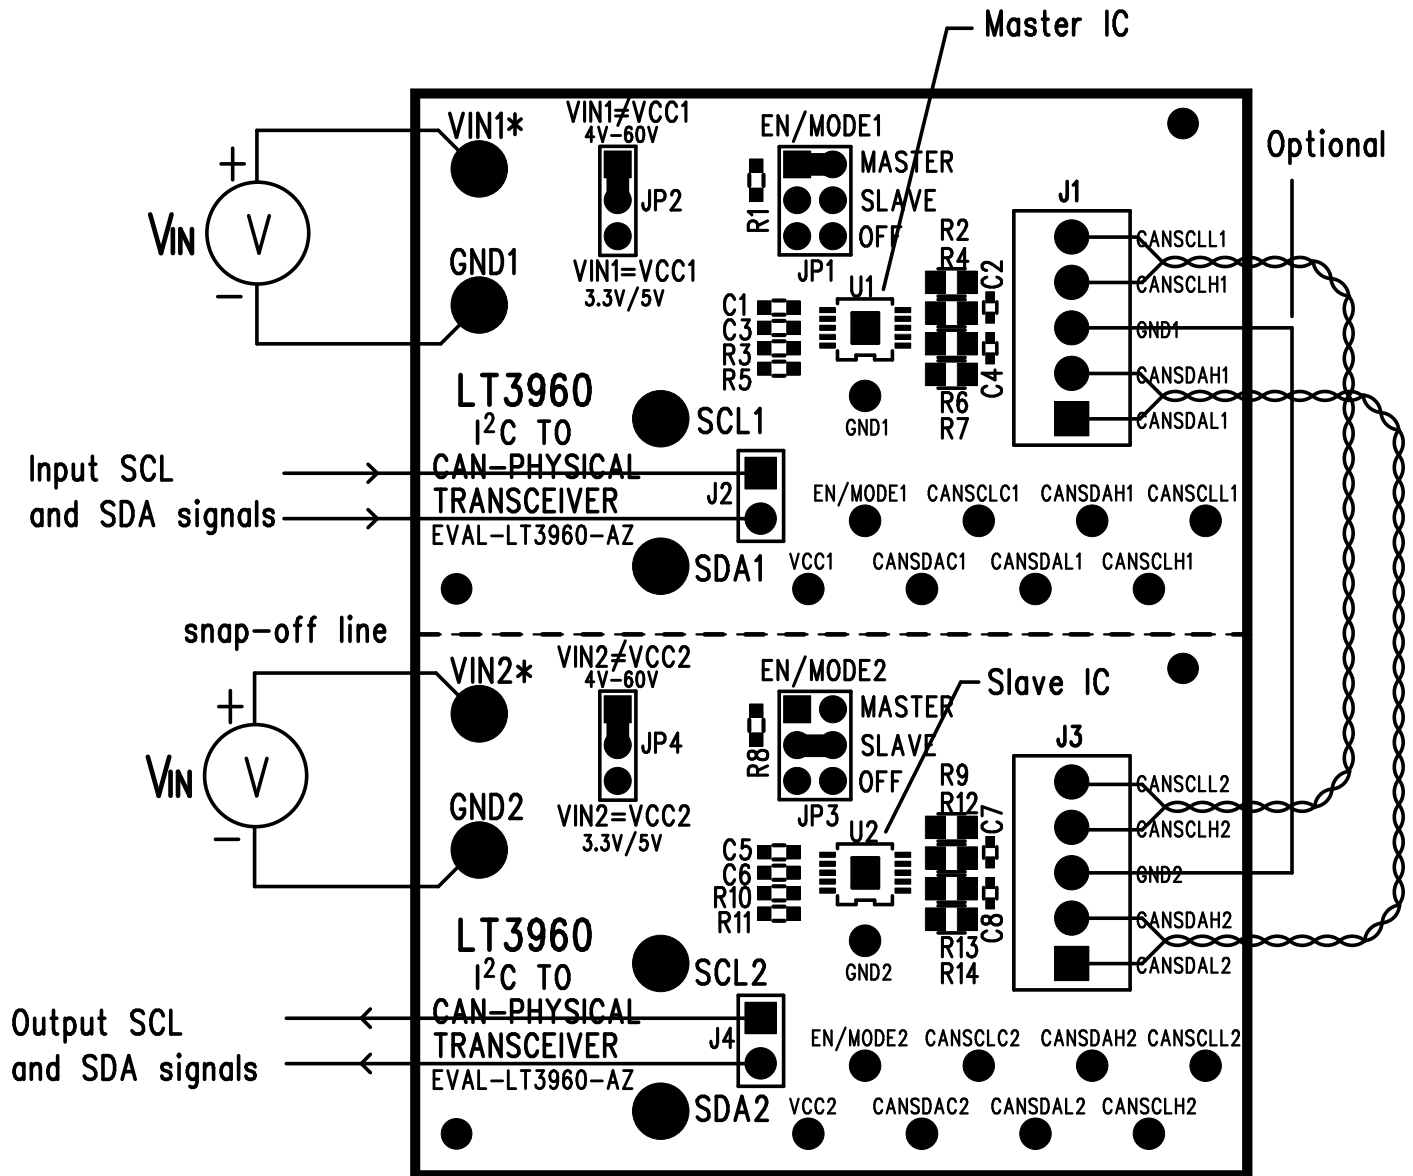 Master IC
VIN1≠VCC1
4V-60V
EN/MODE1
VIN1*
Optional
+
MASTER
J1
JP2
R1
SLAVE
VIN
V
OFF
R2
CANSCLL1
GND1
R4
JP1
VIN1=VCC1
C2
CANSCLH1
−
3.3V/5V
U1
C1
C3
GND1
R3
R5
C4
CANSDAH1
LT3960
R6
SCL1
GND1
R7
CANSDAL1
I2C TO
Input SCL
CAN-PHYSICAL
and SDA signals
TRANSCEIVER
J2
EN/MODE1
CANSCLC1
CANSDAH1
CANSCLL1
EVAL-LT3960-AZ
SDA1
VCC1
CANSDAC1
CANSDAL1
CANSCLH1
snap-off line
VIN2≠VCC2
4V-60V
EN/MODE2
VIN2*
Slave IC
+
MASTER
J3
JP4
R8
SLAVE
VIN
V
OFF
R9
CANSCLL2
GND2
R12
JP3
VIN2=VCC2
C7
CANSCLH2
−
3.3V/5V
U2
C5
C6
GND2
R10
R11
C8
CANSDAH2
LT3960
R13
SCL2
GND2
R14
CANSDAL2
I2C TO
Output SCL
CAN-PHYSICAL
and SDA signals
TRANSCEIVER
J4
EN/MODE2
CANSCLC2
CANSDAH2
CANSCLL2
EVAL-LT3960-AZ
SDA2
VCC2
CANSDAC2
CANSDAL2
CANSCLH2